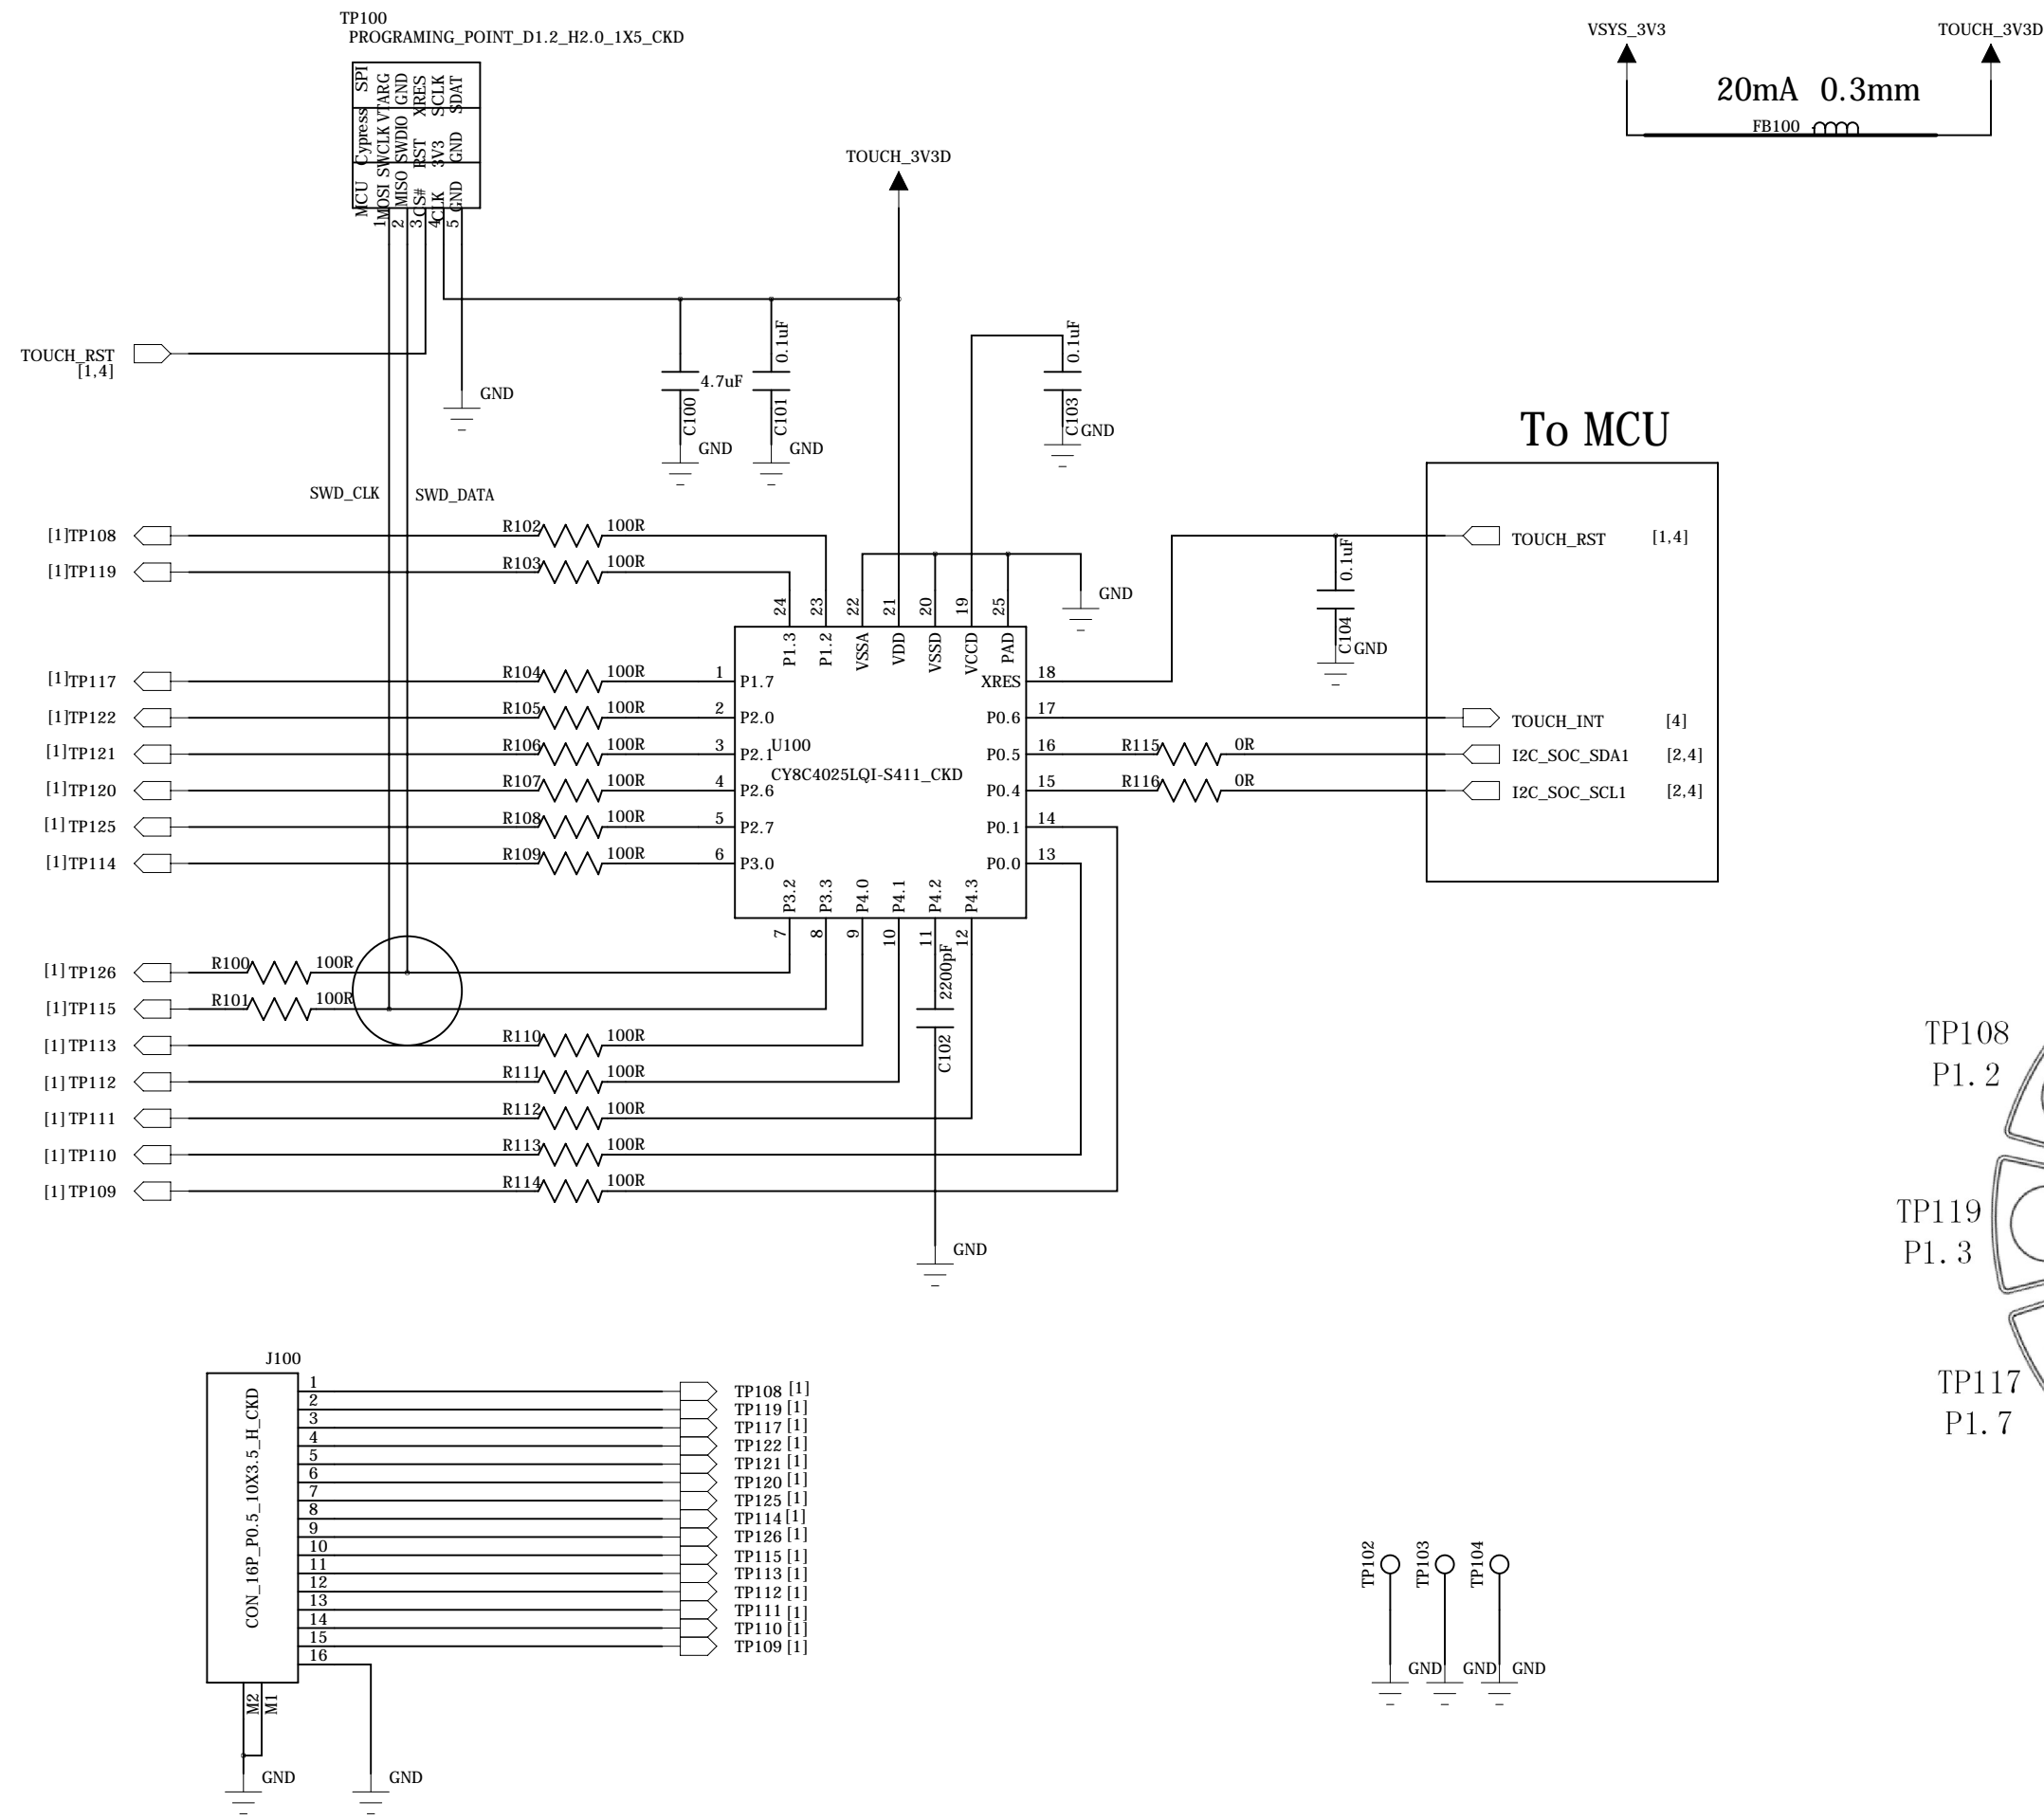 TP100
PROGRAMING_POINT_D1.2_H2.0_1X5_CKD
SPI VTARG GND XRES SCLK SDAT
Cypress SWCLK SWDIO RST 3V3 GND
MCU MOSI MISO CS# CLK GND
1 2 3 4 5
VSYS_3V3
TOUCH_3V3D
20mA 0.3mm
FB100
TOUCH_3V3D
TOUCH_RST
[1,4]
GND
4.7uF
C100
GND
0.1uF
C101
GND
0.1uF
C103
GND
To MCU
SWD_CLK
SWD_DATA
[1]TP108 R102 100R
[1]TP119 R103 100R
GND
0.1uF
C104
GND
TOUCH_RST [1,4]
24 23 22 21 20 19 25
P1.3 P1.2 VSSA VDD VSSD VCCD PAD
[1]TP117 R104 100R 1 P1.7
XRES 18
[1]TP122 R105 100R 2 P2.0
P0.6 17 TOUCH_INT [4]
[1]TP121 R106 100R 3 P2.1
U100
P0.5 16 R115 0R I2C_SOC_SDA1 [2,4]
CY8C4025LQI-S411_CKD
[1]TP120 R107 100R 4 P2.6
P0.4 15 R116 0R I2C_SOC_SCL1 [2,4]
[1]TP125 R108 100R 5 P2.7
P0.1 14
[1]TP114 R109 100R 6 P3.0
P0.0 13
P3.2 P3.3 P4.0 P4.1 P4.2 P4.3
7 8 9 10 11 12
[1]TP126 R100 100R
2200pF
C102
[1]TP115 R101 100R
[1]TP113 R110 100R
[1]TP112 R111 100R
[1]TP111 R112 100R
[1]TP110 R113 100R
[1]TP109 R114 100R
GND
TP108
P1.2
TP119
P1.3
TP117
P1.7
J100
CON_16P_P0.5_10X3.5_H_CKD
1 TP108 [1]
2 TP119 [1]
3 TP117 [1]
4 TP122 [1]
5 TP121 [1]
6 TP120 [1]
7 TP125 [1]
8 TP114 [1]
9 TP126 [1]
10 TP115 [1]
11 TP113 [1]
12 TP112 [1]
13 TP111 [1]
14 TP110 [1]
15 TP109 [1]
16
M2 M1
GND
GND
TP102 TP103 TP104
GND GND GND